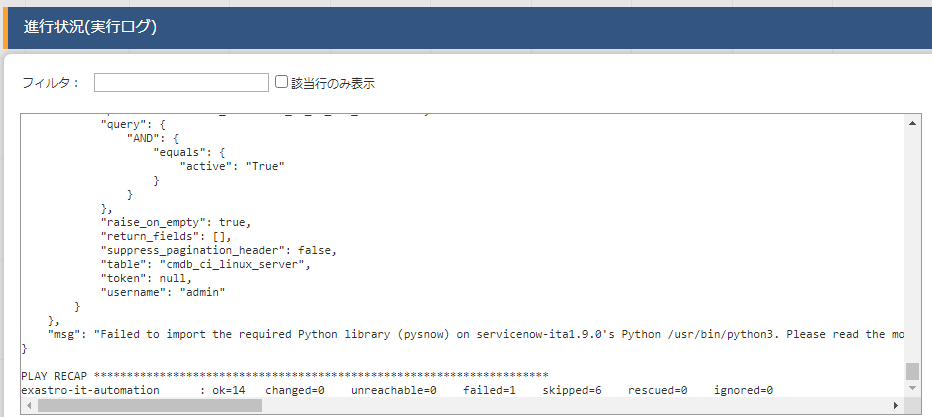 進行状況(実行ログ)
フィルタ：
該当行のみ表示
"query": {
"AND": {
"equals": {
"active": "True"
}
}
},
"raise_on_empty": true,
"return_fields": [],
"suppress_pagination_header": false,
"table": "cmdb_ci_linux_server",
"token": null,
"username": "admin"
}
},
"msg": "Failed to import the required Python library (pysnow) on servicenow-ita1.9.0's Python /usr/bin/python3. Please read the mo
}
PLAY RECAP *********************************************************************
exastro-it-automation : ok=14 changed=0 unreachable=0 failed=1 skipped=6 rescued=0 ignored=0